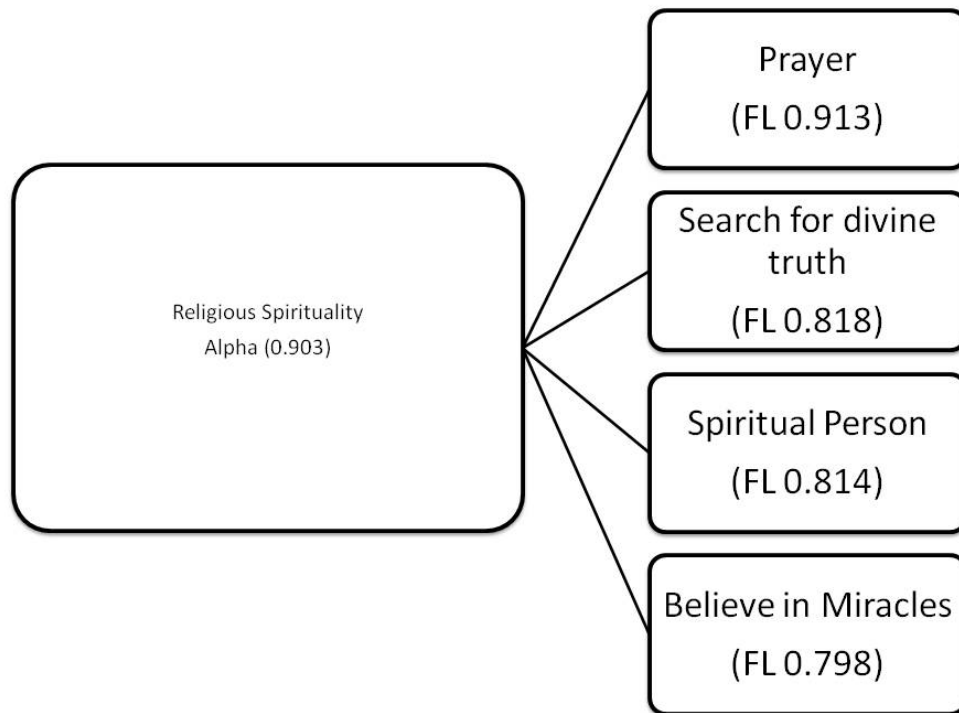 Religious Spirituality
Alpha (0.903)
Prayer
(FL 0.913)
Search for divine
truth
(FL 0.818)
Spiritual Person
(FL 0.814)
Believe in Miracles
(FL 0.798)